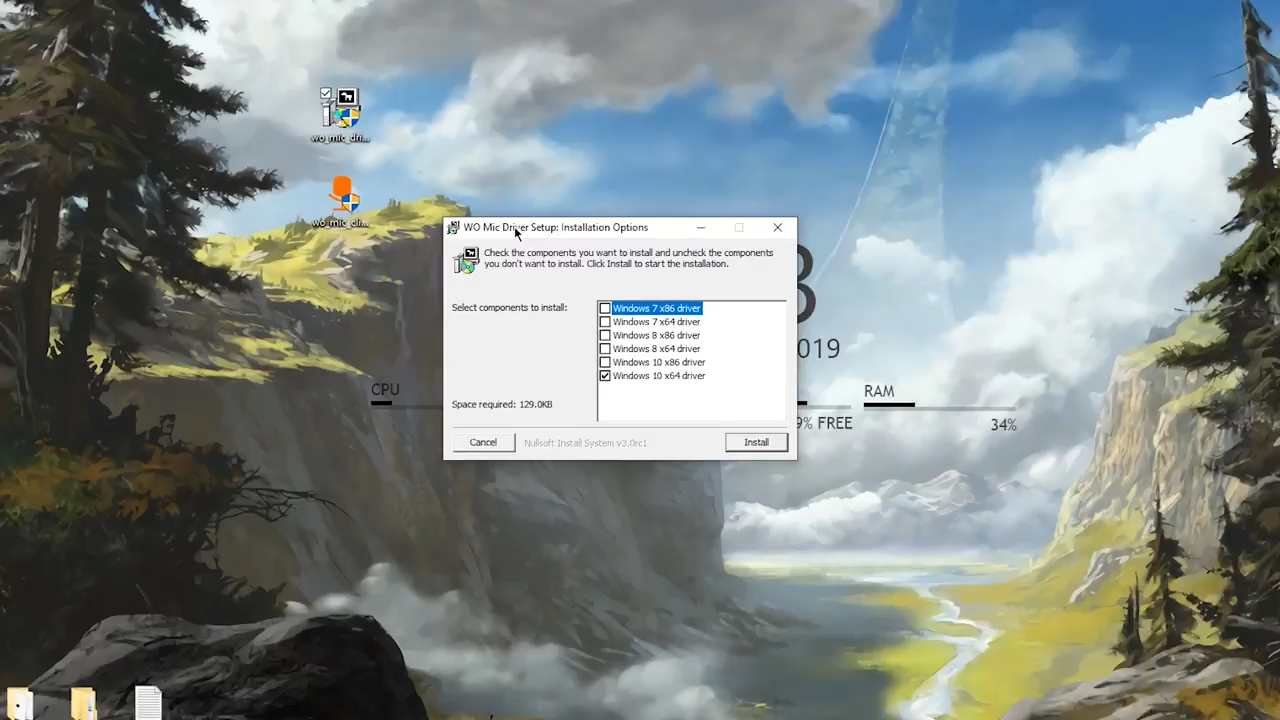 wo_mic_dri...
wo_mic_cli...
WO Mic Driver Setup: Installation Options
Check the components you want to install and uncheck the components
you don't want to install. Click Install to start the installation.
Select components to install:
Windows 7 x86 driver
Windows 7 x64 driver
Windows 8 x86 driver
Windows 8 x64 driver
Windows 10 x86 driver
Windows 10 x64 driver
Space required: 129.0KB
Cancel
Nullsoft Install System v3.0rc1
Install
019
CPU
9% FREE
RAM
34%